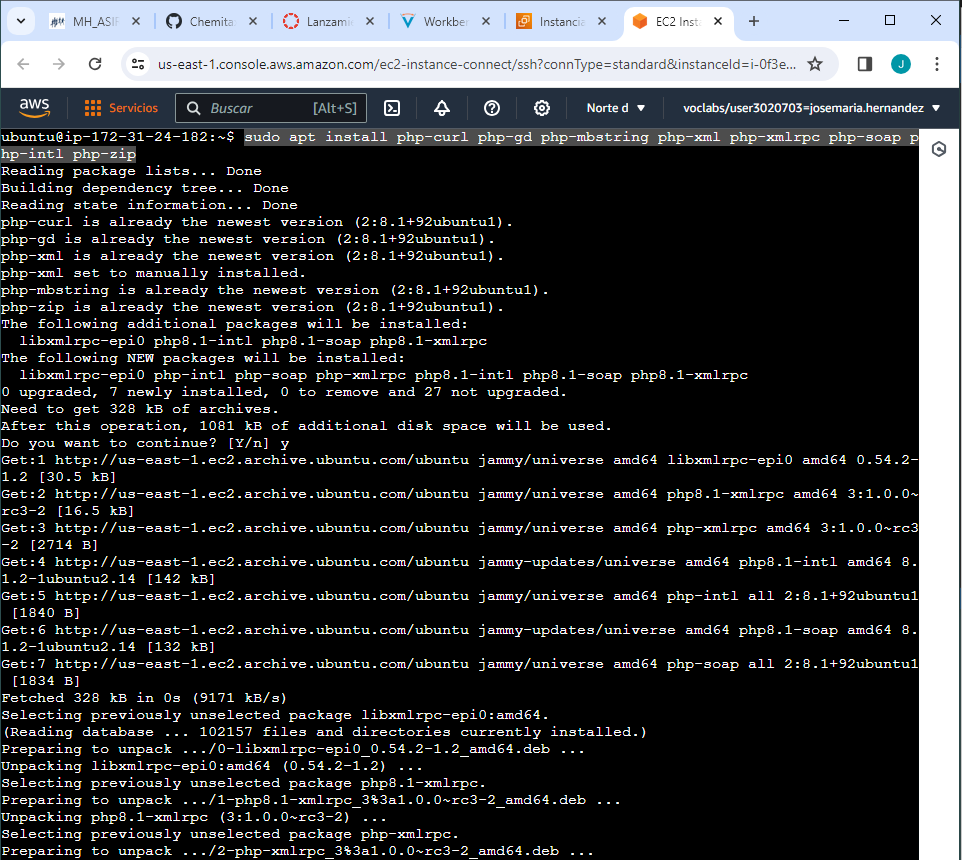 MH_ASIF
Chemita
Lanzamie
Workber
Instancia
EC2 Inst
us-east-1.console.aws.amazon.com/ec2-instance-connect/ssh?connType=standard&instanceId=i-0f3e...
aws
Servicios
Buscar
[Alt+S]
Norte d
voclabs/user3020703=josemaria.hernandez
ubuntu@ip-172-31-24-182:~$ sudo apt install php-curl php-gd php-mbstring php-xml php-xmlrpc php-soap p
hp-intl php-zip
Reading package lists... Done
Building dependency tree... Done
Reading state information... Done
php-curl is already the newest version (2:8.1+92ubuntu1).
php-gd is already the newest version (2:8.1+92ubuntu1).
php-xml is already the newest version (2:8.1+92ubuntu1).
php-xml set to manually installed.
php-mbstring is already the newest version (2:8.1+92ubuntu1).
php-zip is already the newest version (2:8.1+92ubuntu1).
The following additional packages will be installed:
  libxmlrpc-epi0 php8.1-intl php8.1-soap php8.1-xmlrpc
The following NEW packages will be installed:
  libxmlrpc-epi0 php-intl php-soap php-xmlrpc php8.1-intl php8.1-soap php8.1-xmlrpc
0 upgraded, 7 newly installed, 0 to remove and 27 not upgraded.
Need to get 328 kB of archives.
After this operation, 1081 kB of additional disk space will be used.
Do you want to continue? [Y/n] y
Get:1 http://us-east-1.ec2.archive.ubuntu.com/ubuntu jammy/universe amd64 libxmlrpc-epi0 amd64 0.54.2-
1.2 [30.5 kB]
Get:2 http://us-east-1.ec2.archive.ubuntu.com/ubuntu jammy/universe amd64 php8.1-xmlrpc amd64 3:1.0.0~
rc3-2 [16.5 kB]
Get:3 http://us-east-1.ec2.archive.ubuntu.com/ubuntu jammy/universe amd64 php-xmlrpc amd64 3:1.0.0~rc3
-2 [2714 B]
Get:4 http://us-east-1.ec2.archive.ubuntu.com/ubuntu jammy-updates/universe amd64 php8.1-intl amd64 8.
1.2-1ubuntu2.14 [142 kB]
Get:5 http://us-east-1.ec2.archive.ubuntu.com/ubuntu jammy/universe amd64 php-intl all 2:8.1+92ubuntu1
 [1840 B]
Get:6 http://us-east-1.ec2.archive.ubuntu.com/ubuntu jammy-updates/universe amd64 php8.1-soap amd64 8.
1.2-1ubuntu2.14 [132 kB]
Get:7 http://us-east-1.ec2.archive.ubuntu.com/ubuntu jammy/universe amd64 php-soap all 2:8.1+92ubuntu1
 [1834 B]
Fetched 328 kB in 0s (9171 kB/s)
Selecting previously unselected package libxmlrpc-epi0:amd64.
(Reading database ... 102157 files and directories currently installed.)
Preparing to unpack .../0-libxmlrpc-epi0_0.54.2-1.2_amd64.deb ...
Unpacking libxmlrpc-epi0:amd64 (0.54.2-1.2) ...
Selecting previously unselected package php8.1-xmlrpc.
Preparing to unpack .../1-php8.1-xmlrpc_3%3a1.0.0~rc3-2_amd64.deb ...
Unpacking php8.1-xmlrpc (3:1.0.0~rc3-2) ...
Selecting previously unselected package php-xmlrpc.
Preparing to unpack .../2-php-xmlrpc_3%3a1.0.0~rc3-2_amd64.deb ...